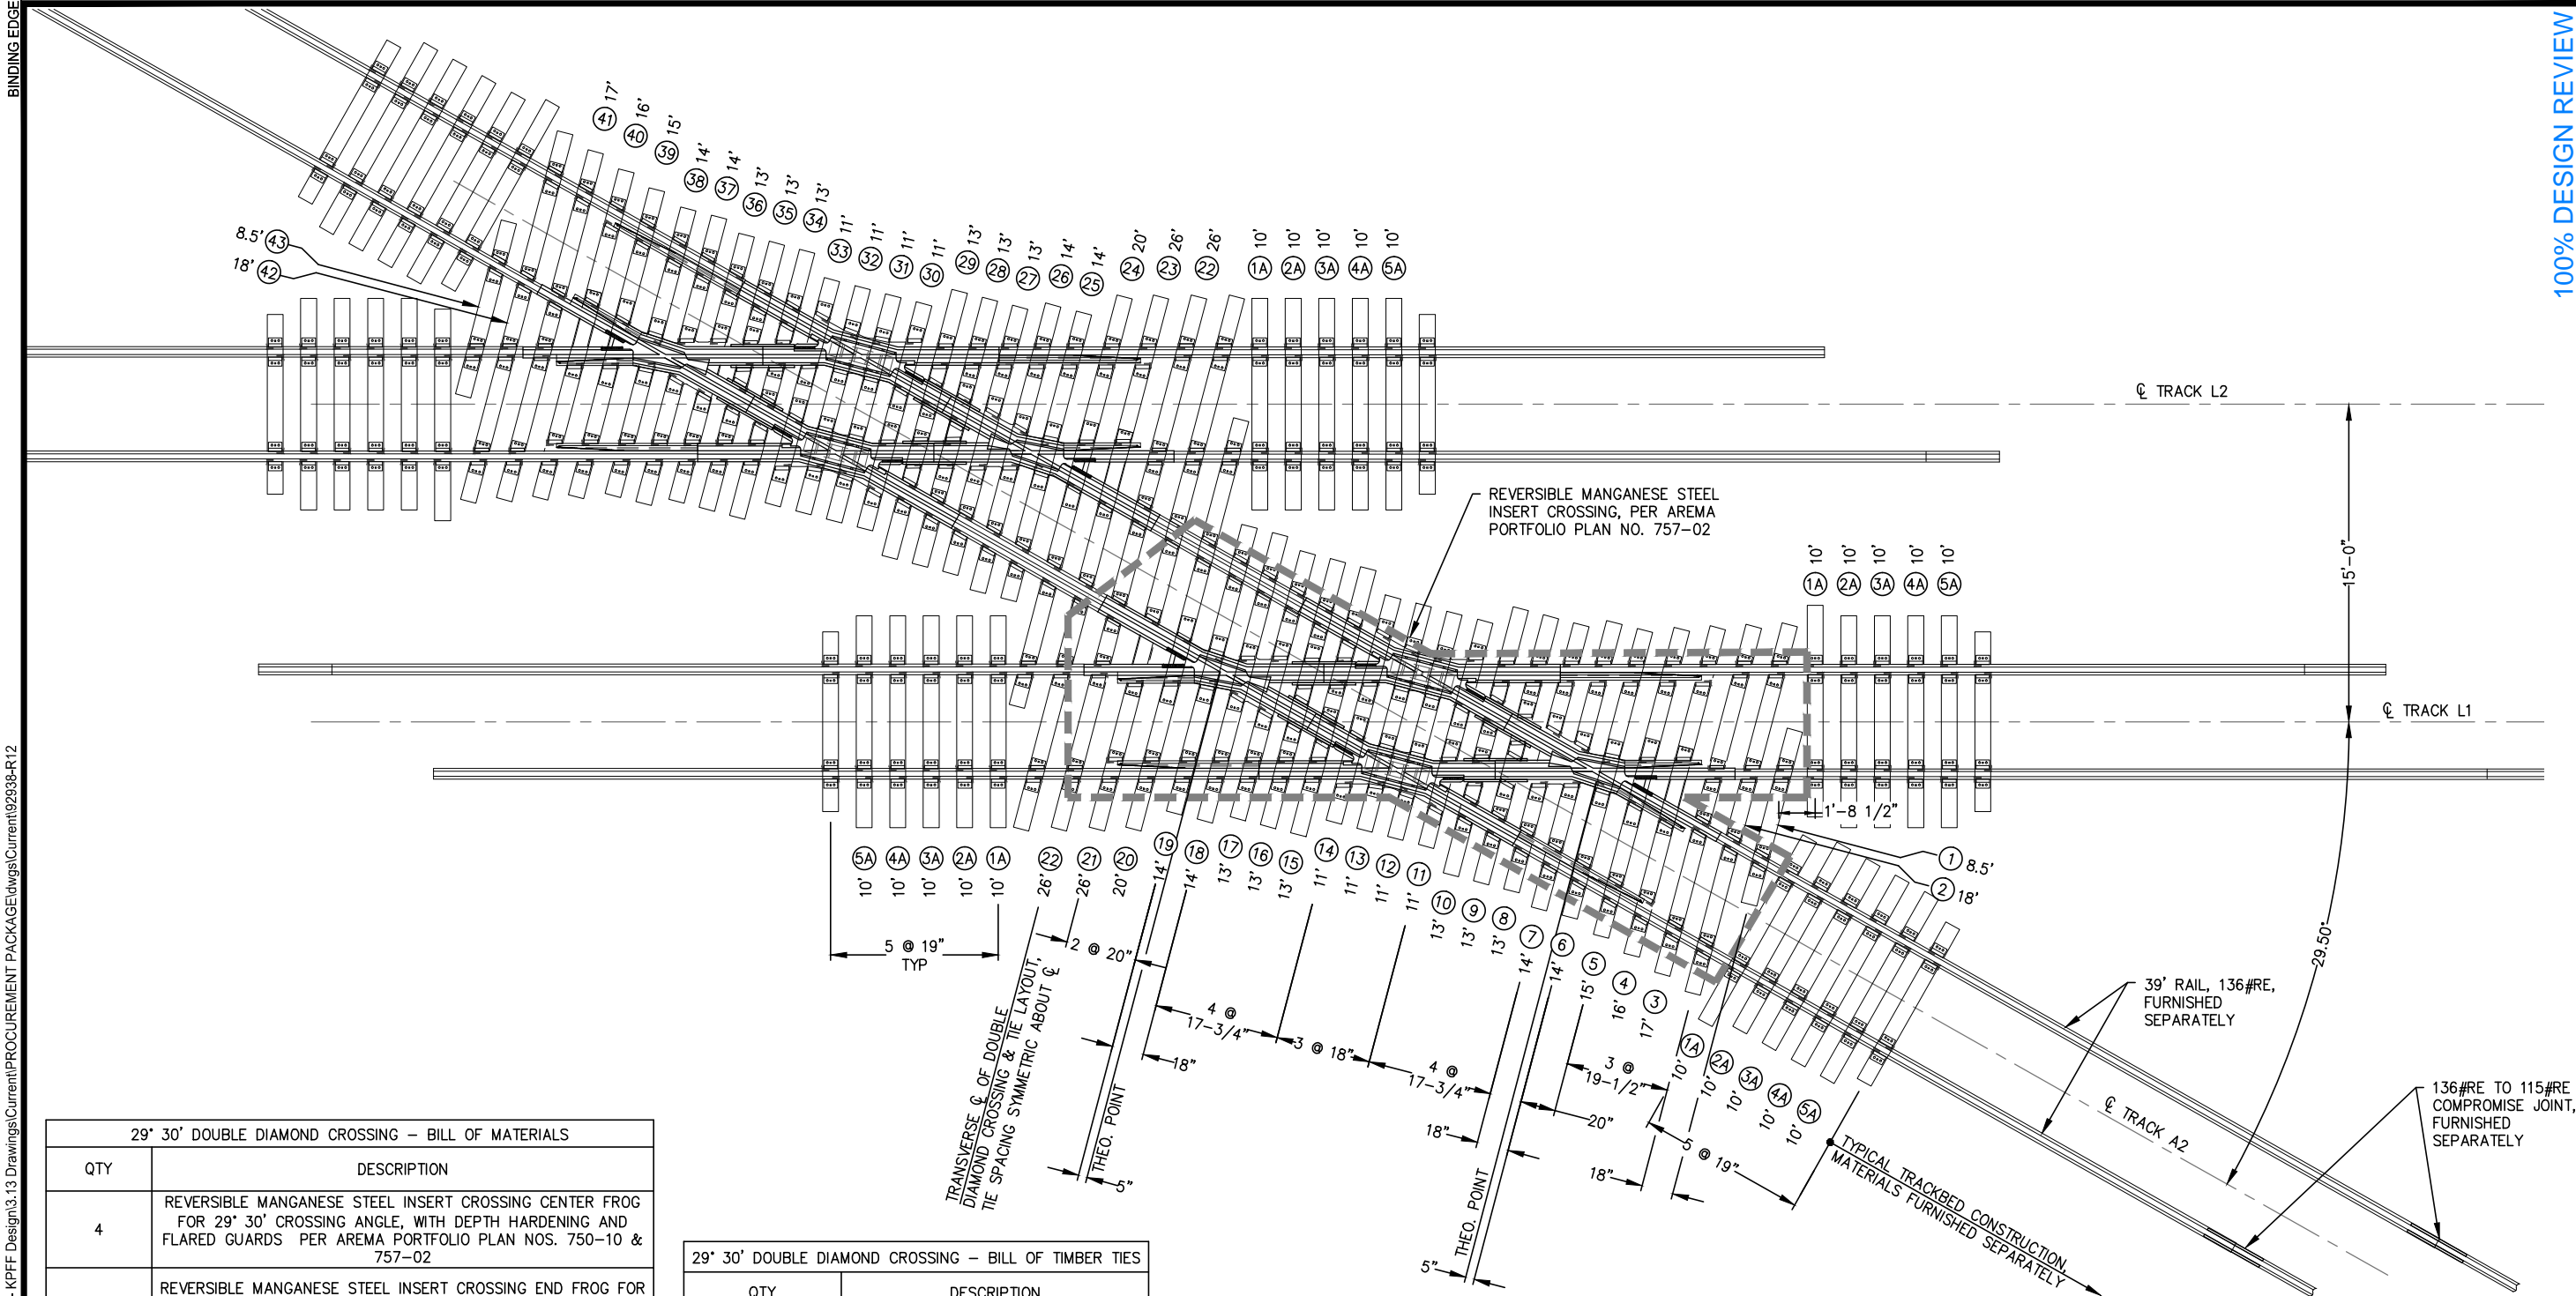 BINDING EDGE
100% DESIGN REVIEW
- KPFF Design\3.13 Drawings\Current\PROCUREMENT PACKAGE\dwgs\Current\92938-R12
41 17'
40 16'
39 15'
38 14'
37 14'
36 13'
35 13'
34 13'
33 11'
32 11'
31 11'
30 11'
29 13'
28 13'
27 13'
26 14'
25 14'
24 20'
23 26'
22 26'
1A 10'
2A 10'
3A 10'
4A 10'
5A 10'
8.5' 43
18' 42
℄ TRACK L2
REVERSIBLE MANGANESE STEEL
INSERT CROSSING, PER AREMA
PORTFOLIO PLAN NO. 757-02
15'-0"
1A 10'
2A 10'
3A 10'
4A 10'
5A 10'
℄ TRACK L1
1'-8 1/2"
1 8.5'
2 18'
5A 10'
4A 10'
3A 10'
2A 10'
1A 10'
22 26'
21 26'
20 20'
19 14'
18 14'
17 13'
16 13'
15 13'
14 11'
13 11'
12 11'
11 11'
10 13'
9 13'
8 13'
7 14'
6 14'
5 15'
4 16'
3 17'
1A 10'
2A 10'
3A 10'
4A 10'
5A 10'
5 @ 19"
TYP
2 @ 20"
TRANSVERSE ℄ OF DOUBLE
DIAMOND CROSSING & TIE LAYOUT,
TIE SPACING SYMMETRIC ABOUT ℄
THEO. POINT
5"
18"
4 @
17-3/4"
3 @ 18"
4 @
17-3/4"
18"
20"
3 @
19-1/2"
18"
5 @ 19"
THEO. POINT
5"
29.50°
39' RAIL, 136#RE,
FURNISHED
SEPARATELY
136#RE TO 115#RE
COMPROMISE JOINT,
FURNISHED
SEPARATELY
℄ TRACK A2
TYPICAL TRACKBED CONSTRUCTION,
MATERIALS FURNISHED SEPARATELY
29° 30' DOUBLE DIAMOND CROSSING - BILL OF MATERIALS
QTY DESCRIPTION
4 REVERSIBLE MANGANESE STEEL INSERT CROSSING CENTER FROG
FOR 29° 30' CROSSING ANGLE, WITH DEPTH HARDENING AND
FLARED GUARDS PER AREMA PORTFOLIO PLAN NOS. 750-10 &
757-02
REVERSIBLE MANGANESE STEEL INSERT CROSSING END FROG FOR
29° 30' DOUBLE DIAMOND CROSSING - BILL OF TIMBER TIES
QTY DESCRIPTION